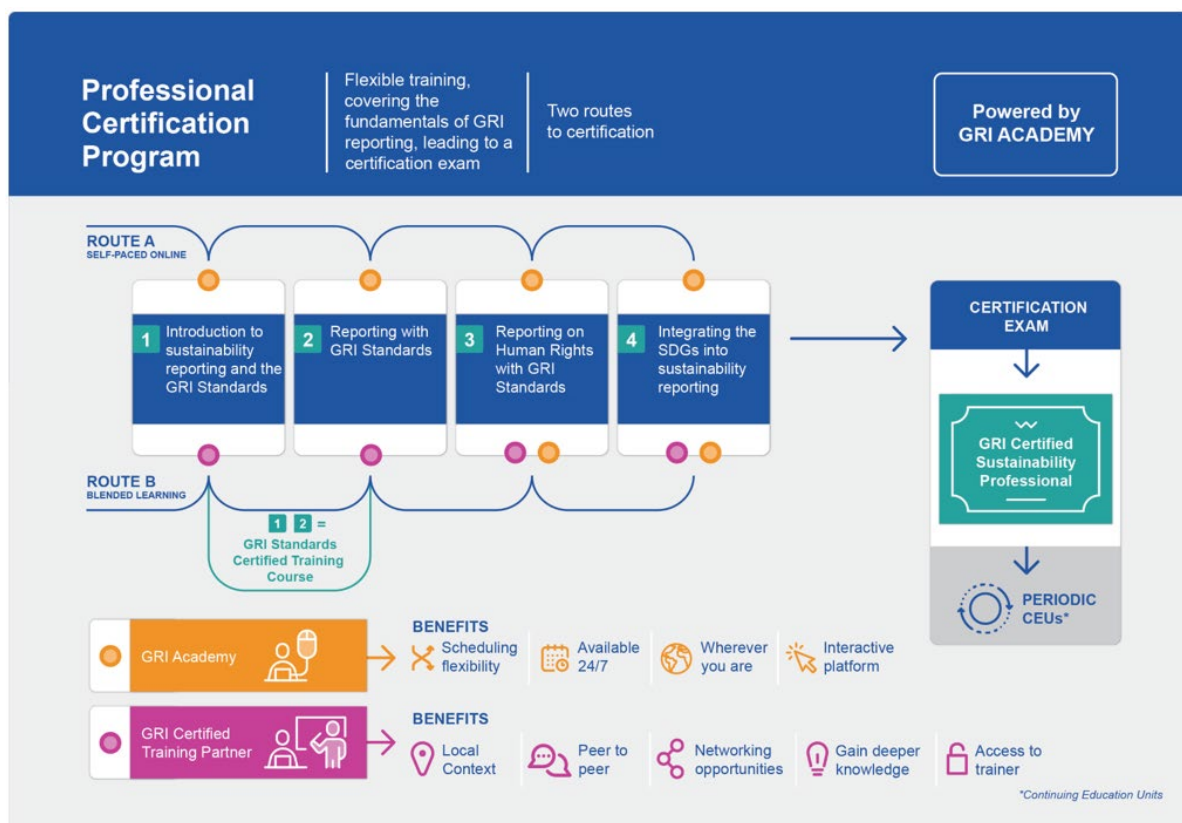 Professional
Certification
Program
Flexible training,
covering the
fundamentals of GRI
reporting, leading to a
certification exam
Two routes
to certification
Powered by
GRI ACADEMY
ROUTE A
SELF-PACED ONLINE
1
Introduction to
sustainability
reporting and the
GRI Standards
2
Reporting with
GRI Standards
3
Reporting on
Human Rights
with GRI
Standards
4
Integrating the
SDGs into
sustainability
reporting
CERTIFICATION
EXAM
GRI Certified
Sustainability
Professional
PERIODIC
CEUs*
ROUTE B
BLENDED LEARNING
1 2 =
GRI Standards
Certified Training
Course
GRI Academy
BENEFITS
Scheduling
flexibility
Available
24/7
Wherever
you are
Interactive
platform
GRI Certified
Training Partner
BENEFITS
Local
Context
Peer to
peer
Networking
opportunities
Gain deeper
knowledge
Access to
trainer
*Continuing Education Units